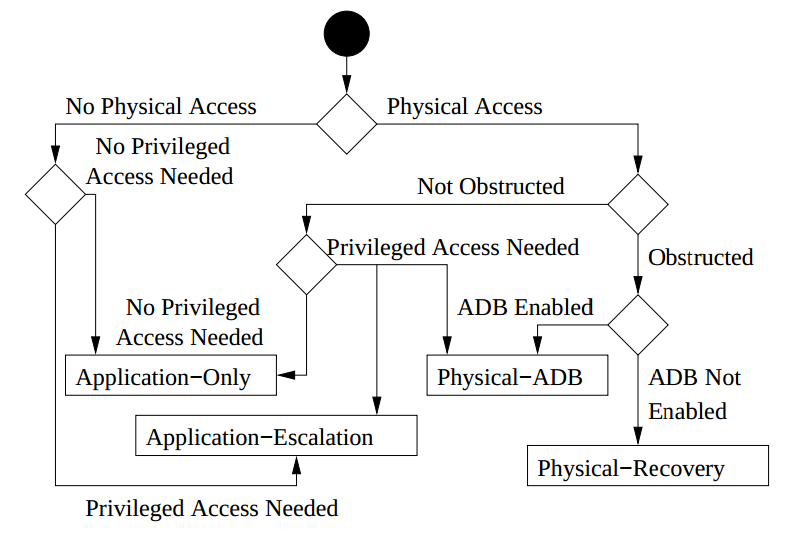 No Physical Access
Physical Access
No Privileged
Access Needed
Not Obstructed
Privileged Access Needed
Obstructed
No Privileged
Access Needed
ADB Enabled
Application−Only
Physical−ADB
ADB Not
Enabled
Application−Escalation
Physical−Recovery
Privileged Access Needed